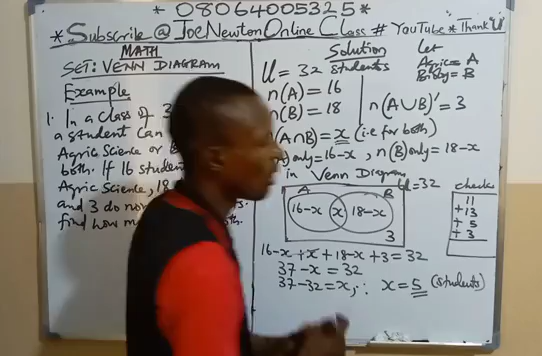 * 08064005325 *
*Subscribe @ JoeNewtonOnlineClass # YouTube * Thank U*
MATH
SET: VENN DIAGRAM
Example
1. In a class of 3
a student can
Agric Science or B
both. If 16 student
Agric Science, 18
and 3 do no
find how m
Solution
U = 32 students
n(A) = 16
n(B) = 18
n(A∪B)' = 3
Let
Agric = A
Biology = B
n(A∩B) = x (i.e for both)
only = 16-x, n(B) only = 18-x
in Venn Diagram
A B U = 32
16-x x 18-x
3
16-x + x + 18-x + 3 = 32
37 - x = 32
37 - 32 = x, ∴ x = 5 (students)
check
11
+ 13
+ 5
+ 3